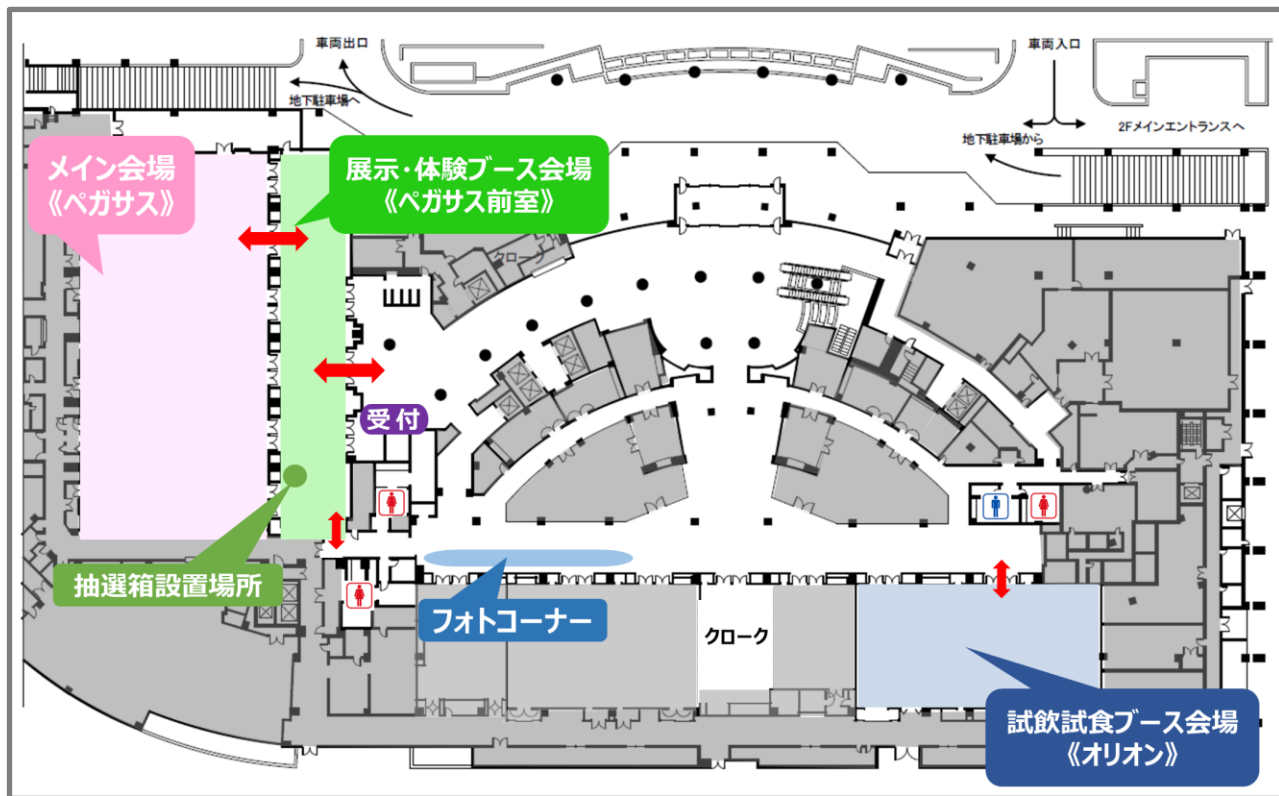 車両出口
車両入口
地下駐車場へ
地下駐車場から
2Fメインエントランスへ
メイン会場
《ペガサス》
展示・体験ブース会場
《ペガサス前室》
クローク
受付
抽選箱設置場所
フォトコーナー
クローク
試飲試食ブース会場
《オリオン》